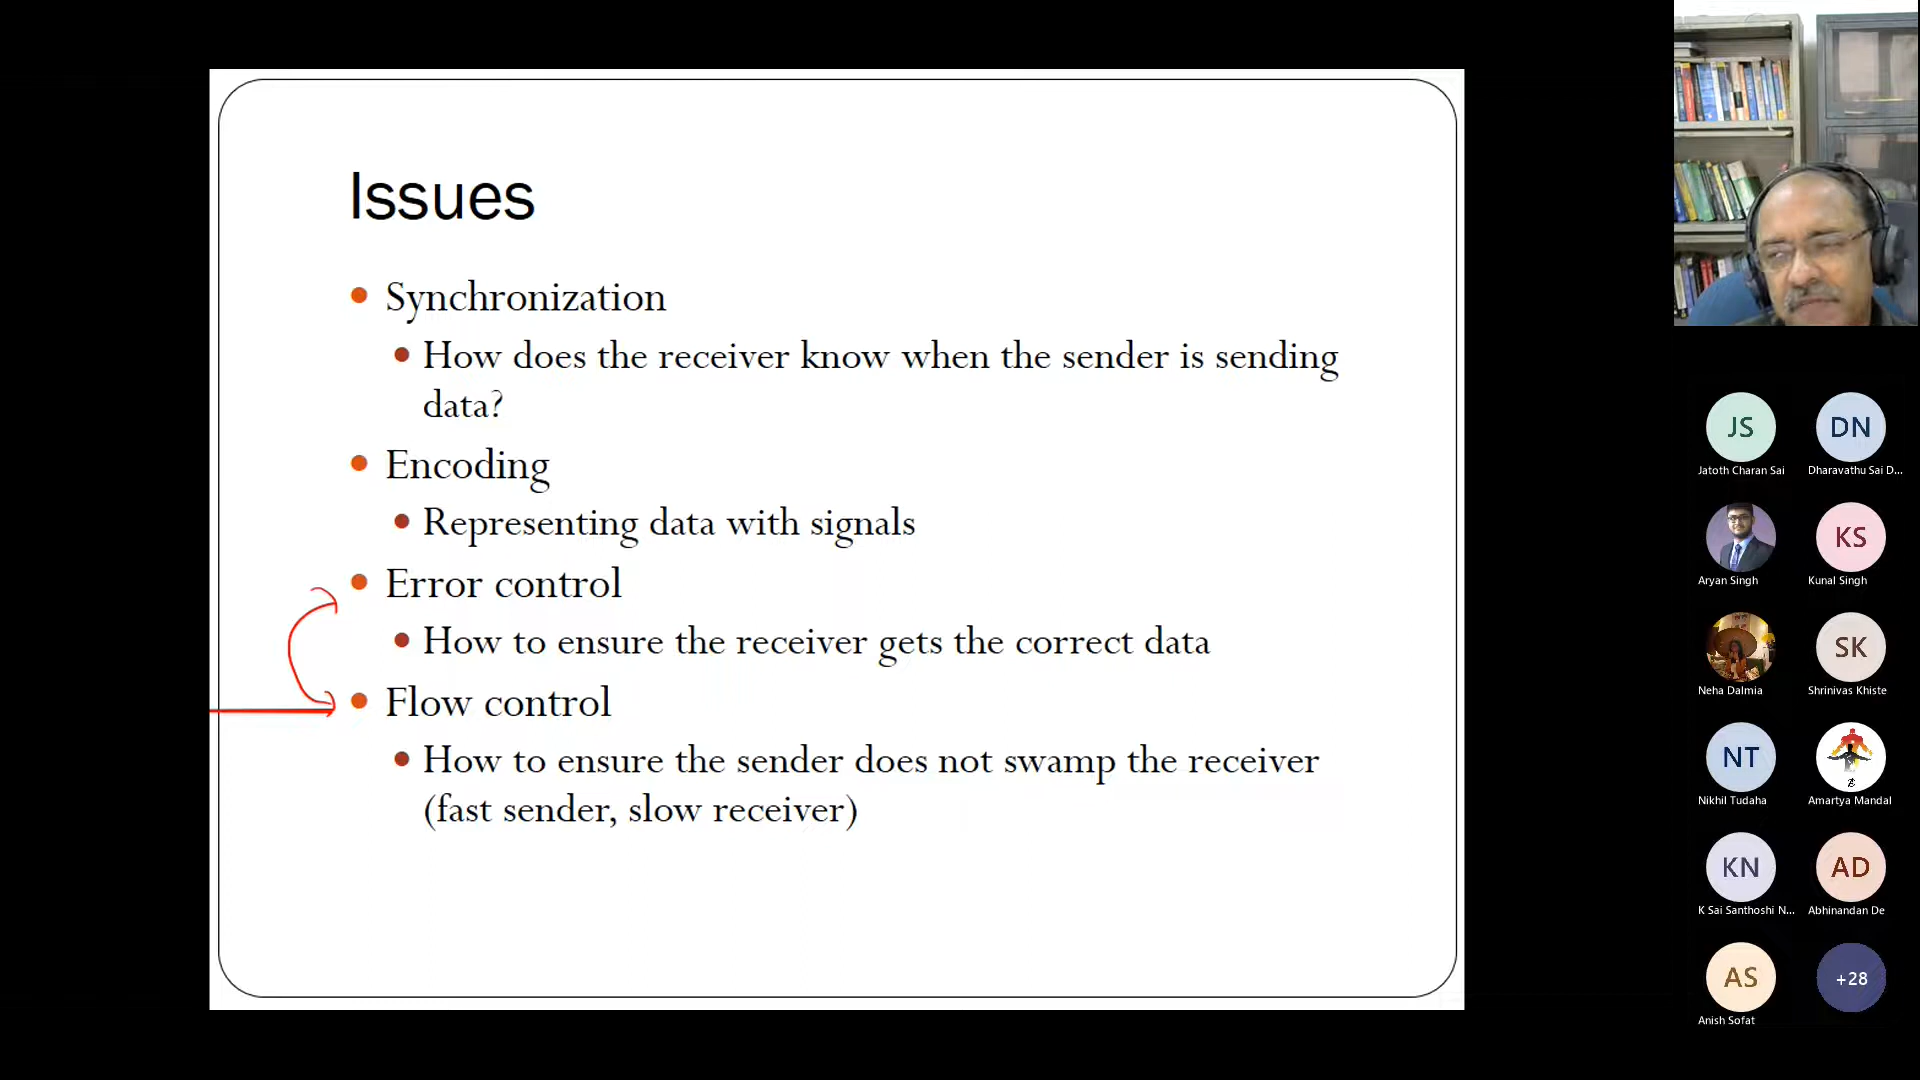 Issues
Synchronization
How does the receiver know when the sender is sending
data?
Encoding
Representing data with signals
Error control
How to ensure the receiver gets the correct data
Flow control
How to ensure the sender does not swamp the receiver
(fast sender, slow receiver)
JS
DN
Jatoth Charan Sai
Dharavathu Sai D...
KS
Aryan Singh
Kunal Singh
SK
Neha Dalmia
Shrinivas Khiste
NT
Nikhil Tudaha
Amartya Mandal
KN
AD
K Sai Santhoshi N...
Abhinandan De
AS
+28
Anish Sofat